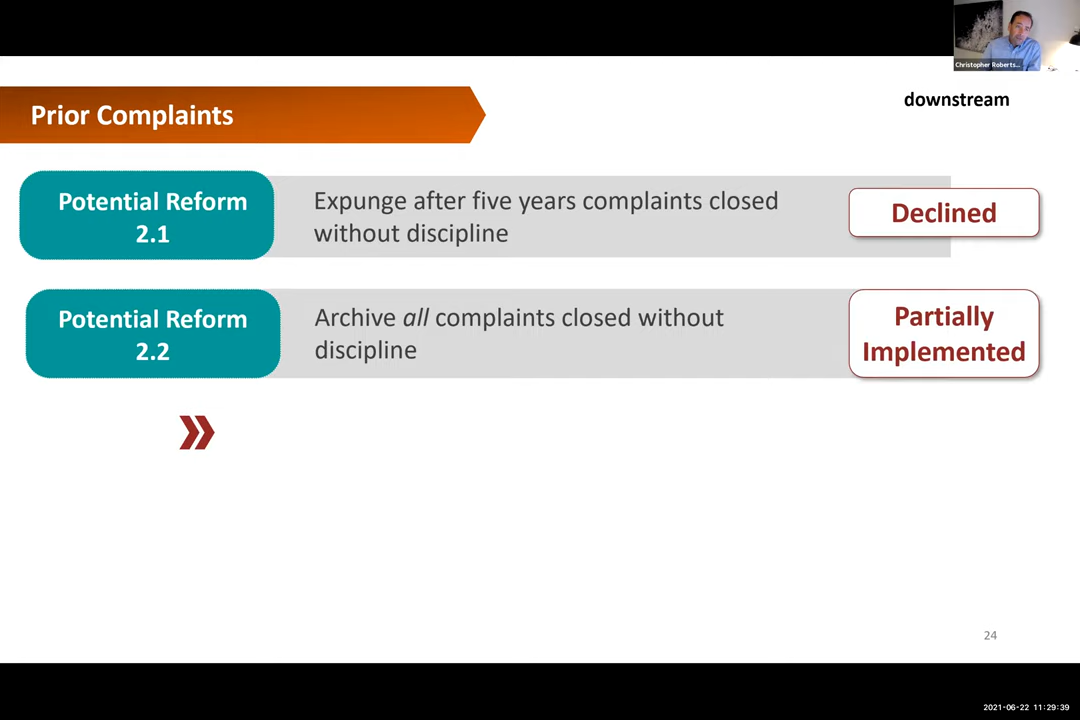 Christopher Roberts...
downstream
Prior Complaints
Potential Reform
2.1
Expunge after five years complaints closed
without discipline
Declined
Potential Reform
2.2
Archive all complaints closed without
discipline
Partially
Implemented
24
2021-06-22 11:29:39